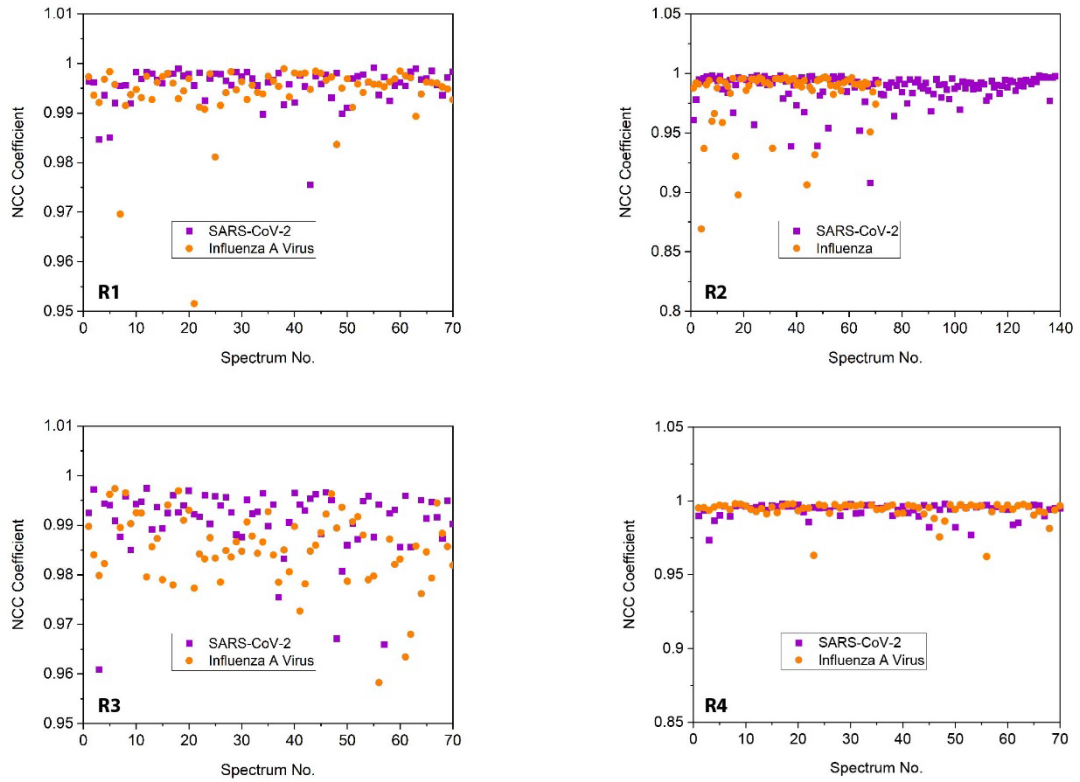 1.01
1
0.99
0.98
0.97
0.96
0.95
NCC Coefficient
SARS-CoV-2
Influenza A Virus
R1
0 10 20 30 40 50 60 70
Spectrum No.
1.05
1
0.95
0.9
0.85
0.8
NCC Coefficient
SARS-CoV-2
Influenza
R2
0 20 40 60 80 100 120 140
Spectrum No.
1.01
1
0.99
0.98
0.97
0.96
0.95
NCC Coefficient
SARS-CoV-2
Influenza A Virus
R3
0 10 20 30 40 50 60 70
Spectrum No.
1.05
1
0.95
0.9
0.85
NCC Coefficient
SARS-CoV-2
Influenza A Virus
R4
0 10 20 30 40 50 60 70
Spectrum No.